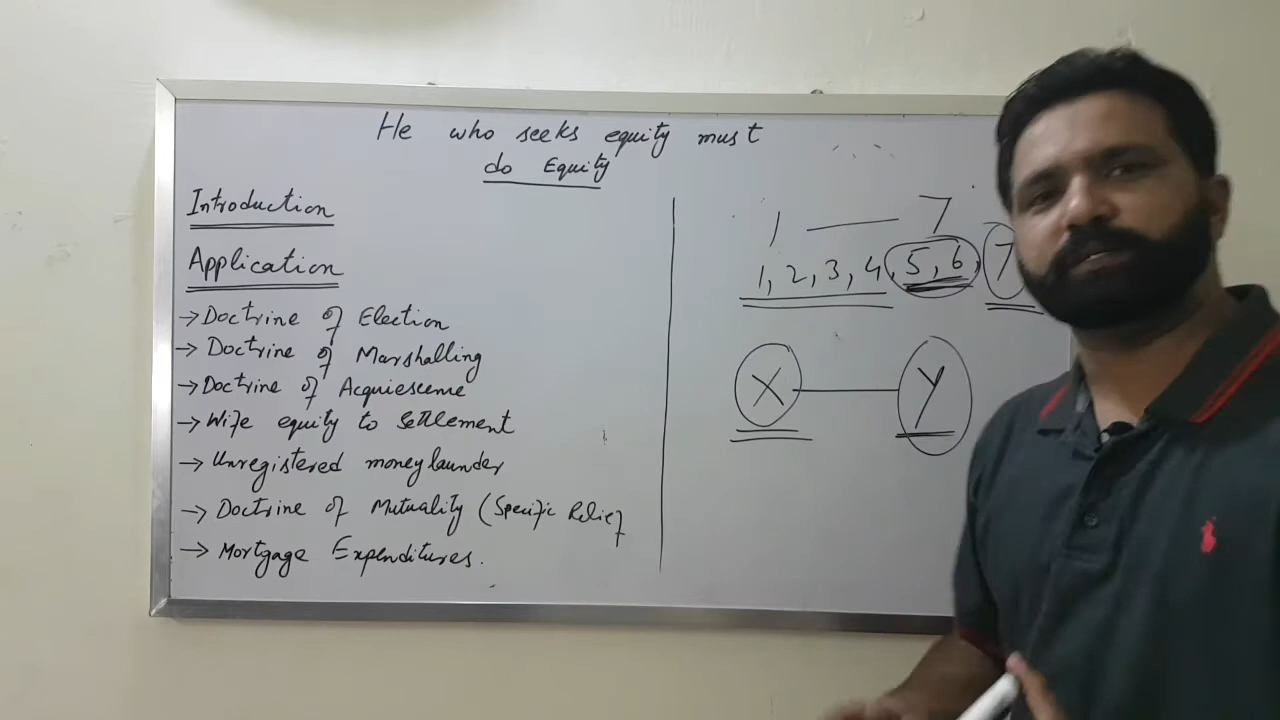 He who seeks equity must
do Equity
Introduction
Application
→ Doctrine of Election
→ Doctrine of Marshalling
→ Doctrine of Acquiesceme
→ Wife equity to Settlement
→ Unregistered money launder
→ Doctrine of Mutuality (Specific Relief
→ Mortgage Expenditures.
1 — 7
1, 2, 3, 4, 5, 6, 7
X — Y